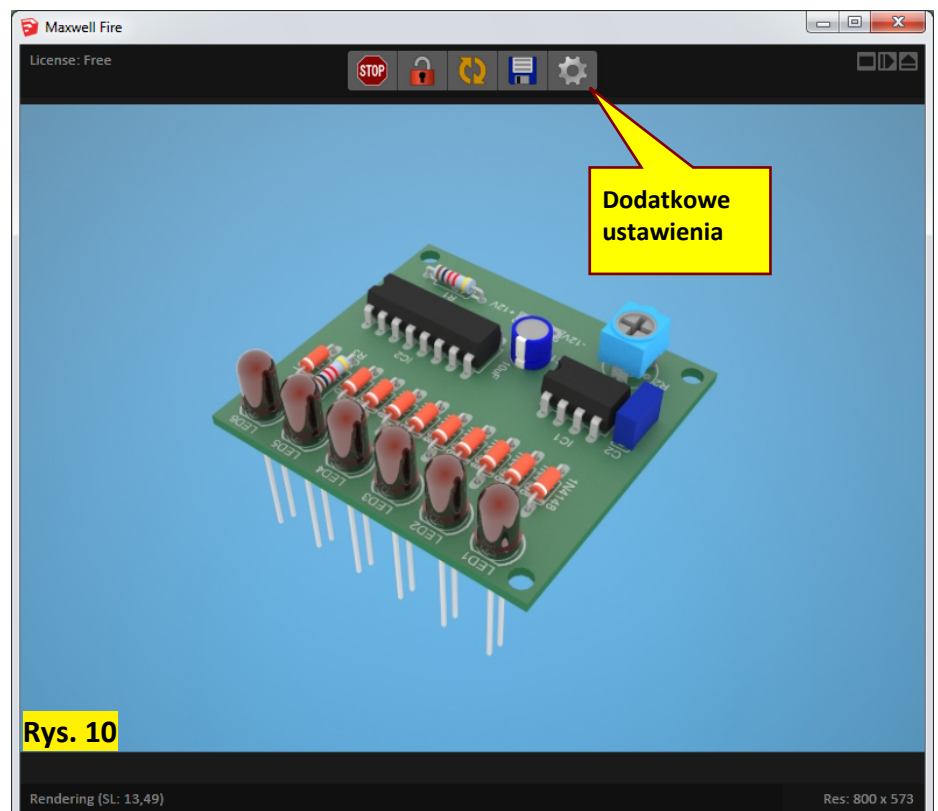 Maxwell Fire
License: Free
STOP
Dodatkowe
ustawienia
R1
+12V
-12V
IC2
10uF
R2
R3
IC1
C2
LED6
LED5
LED4
LED3
LED2
LED1
1N4148
Rys. 10
Rendering (SL: 13,49)
Res: 800 x 573